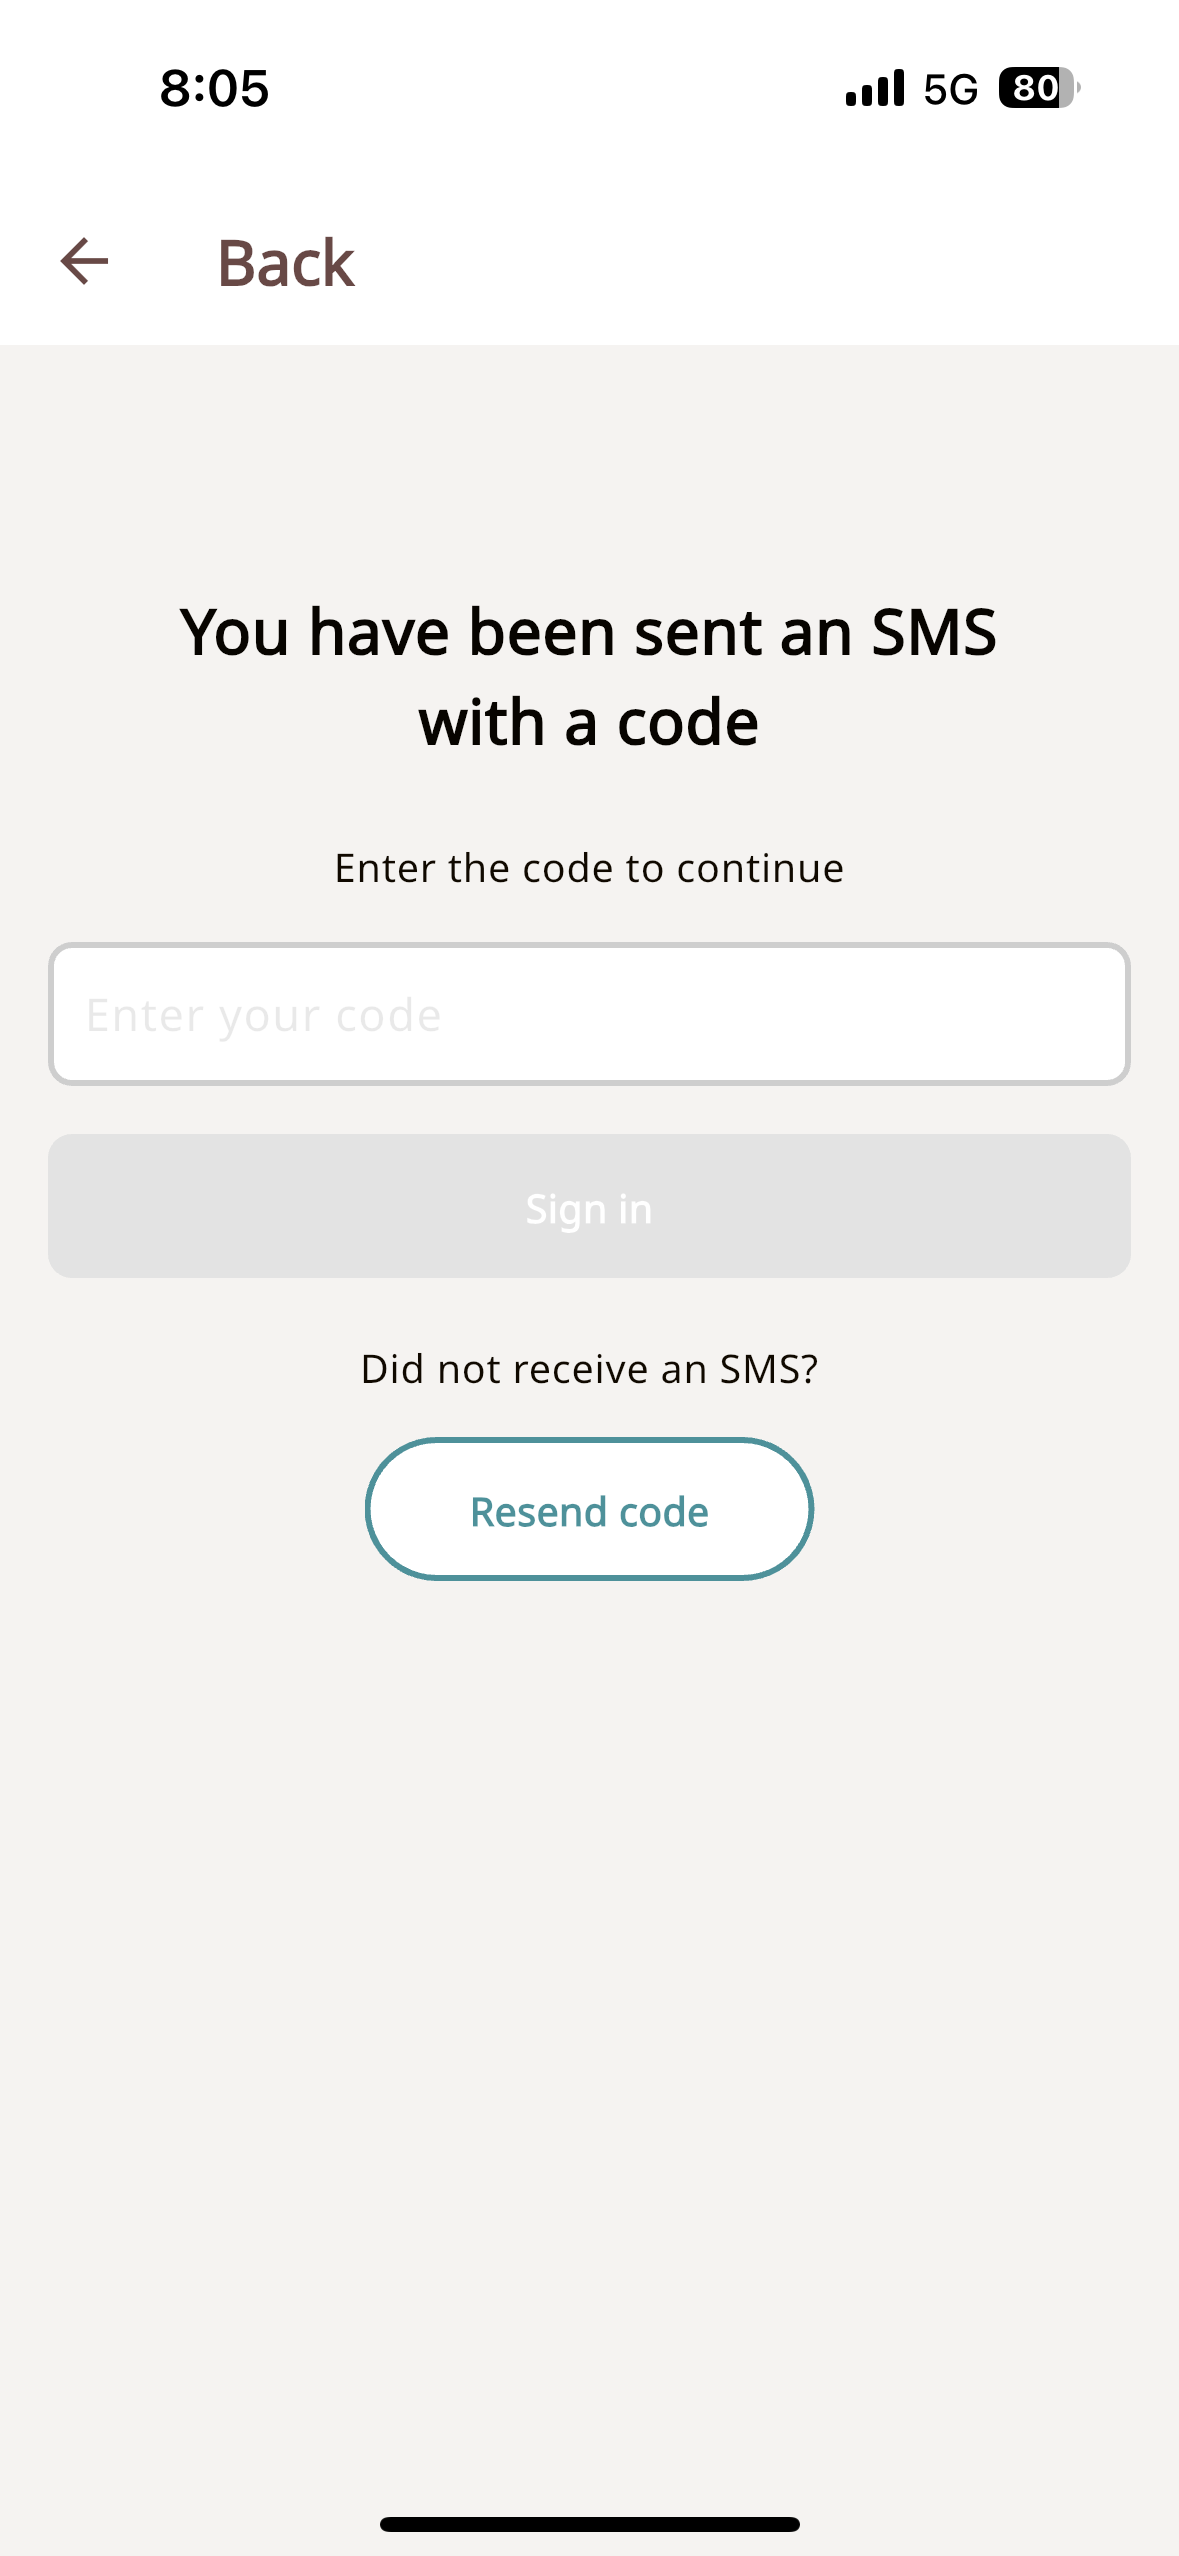 8:05 5G 80
Back
You have been sent an SMS
with a code
Enter the code to continue
Enter your code
Sign in
Did not receive an SMS?
Resend code